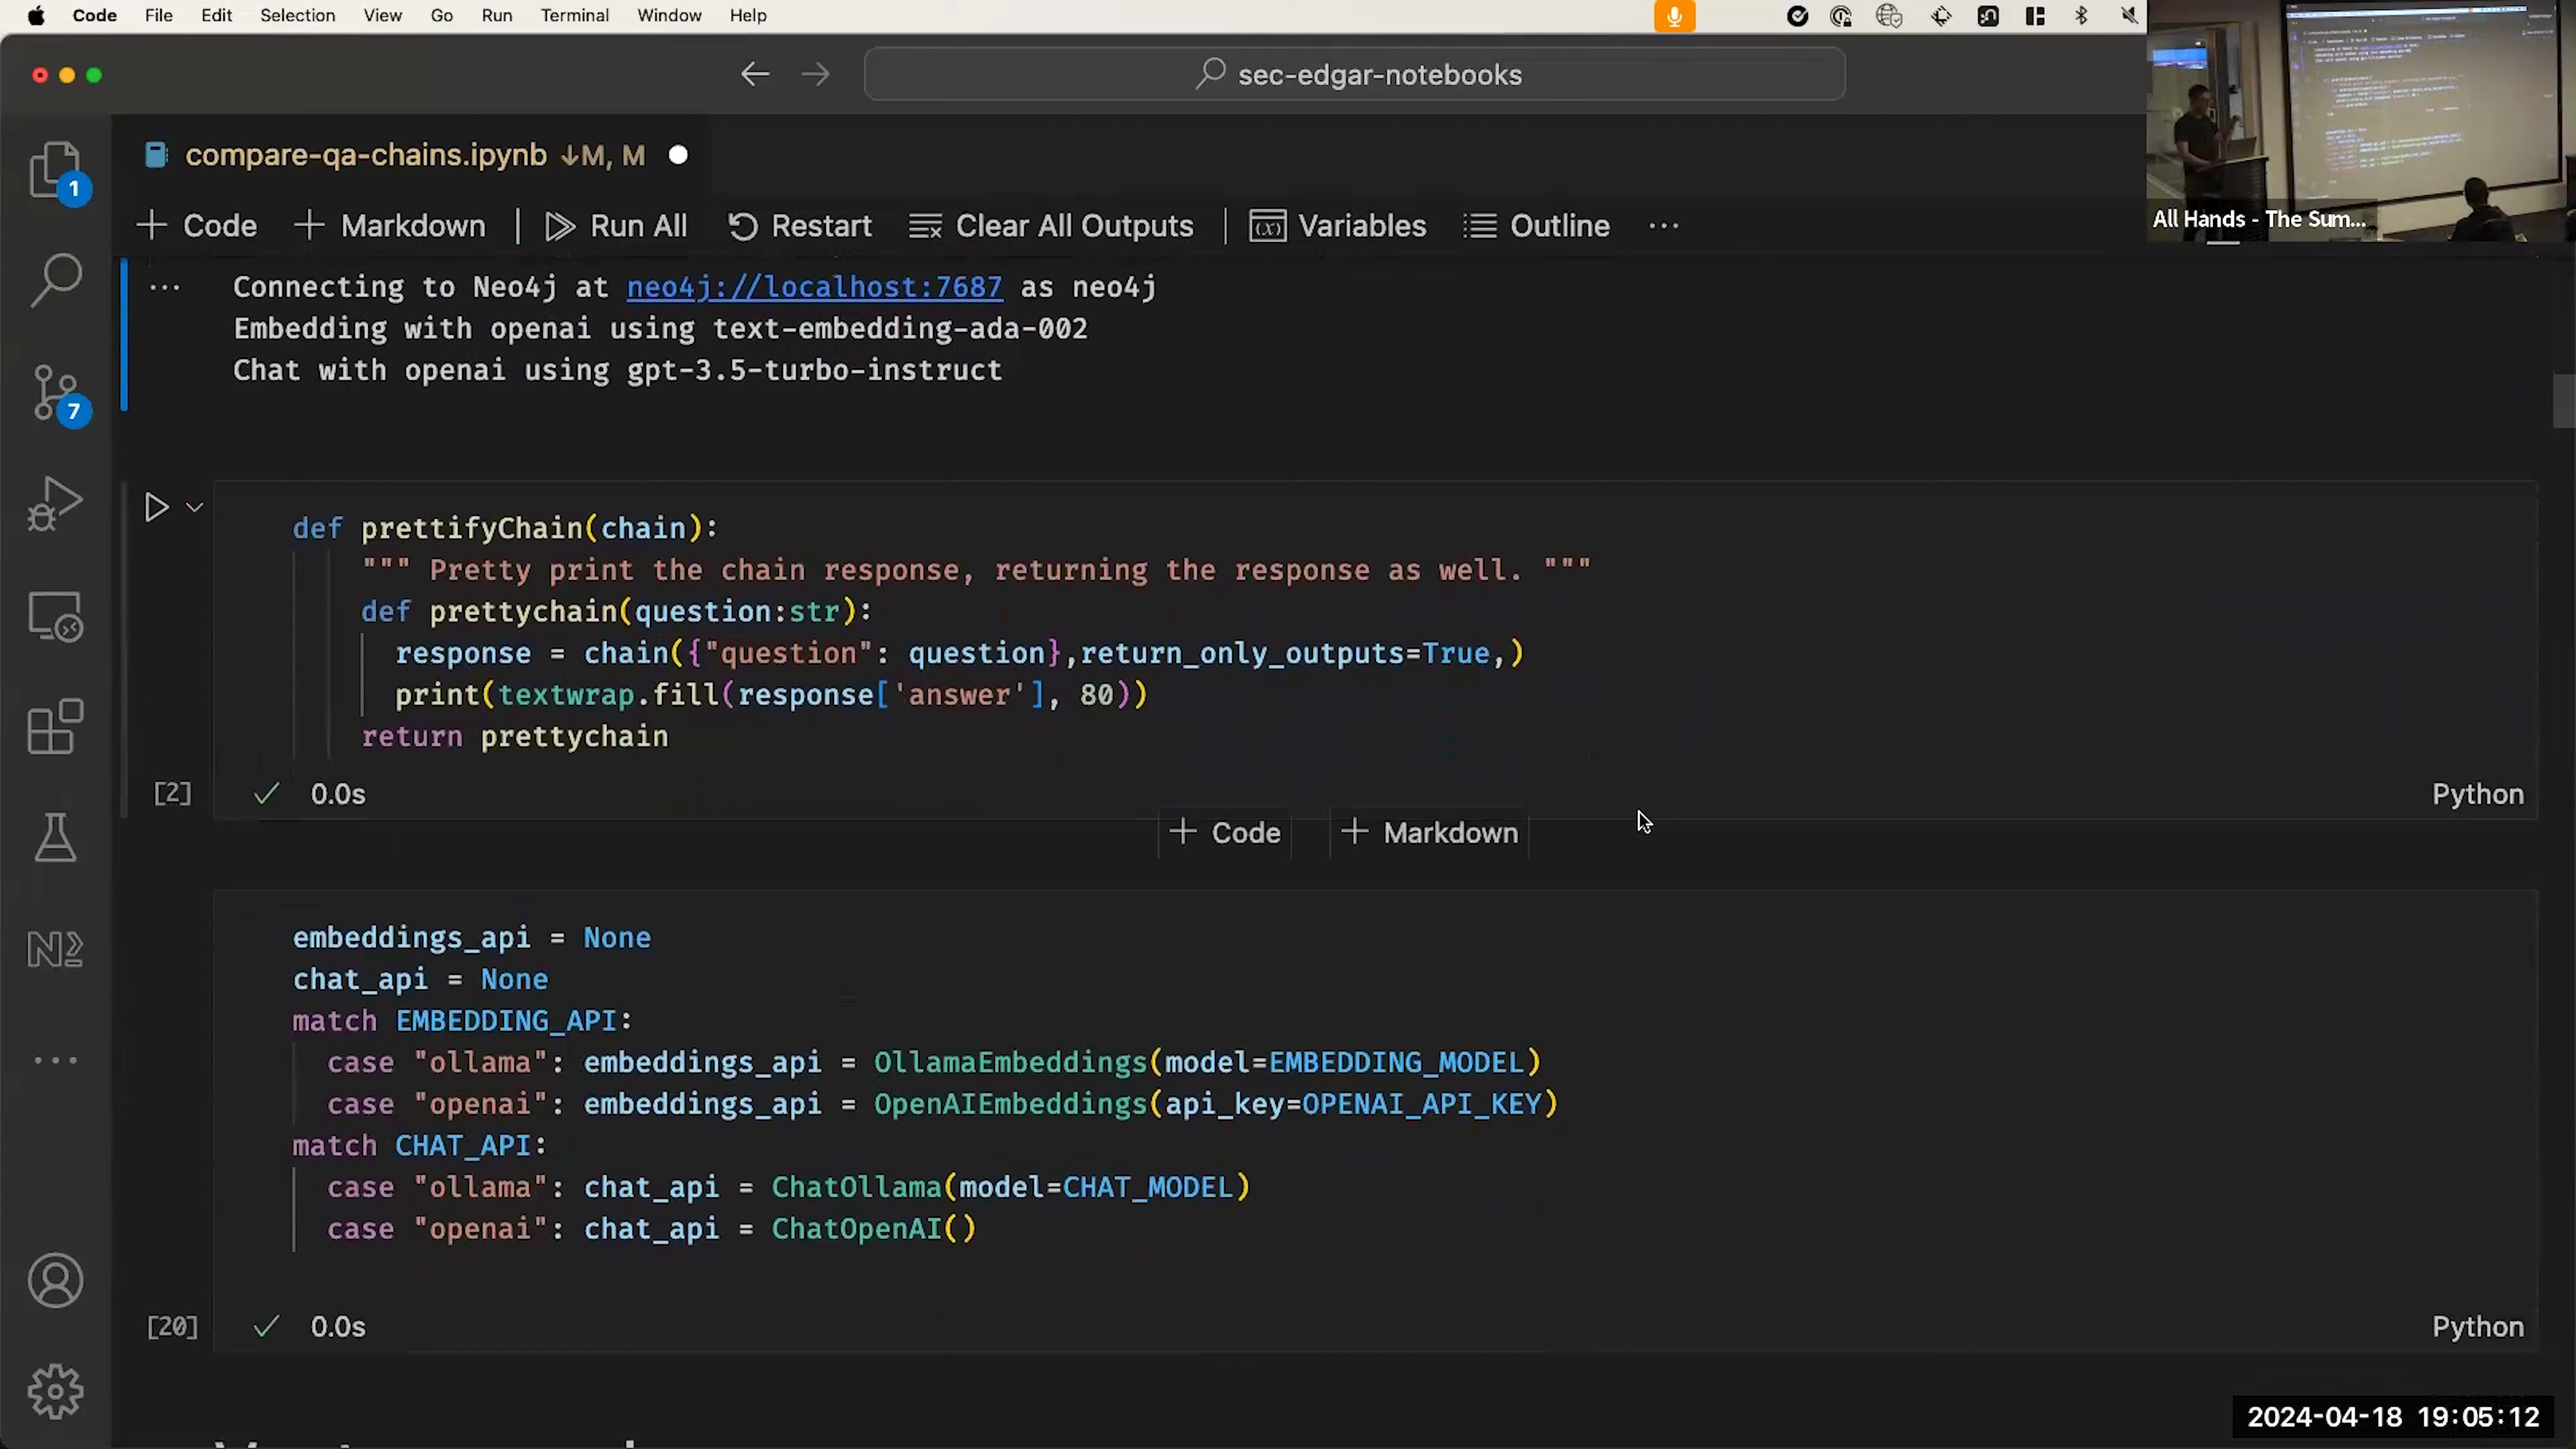 Code File Edit Selection View Go Run Terminal Window Help
sec-edgar-notebooks
compare-qa-chains.ipynb ↓M, M
1
+ Code + Markdown | Run All Restart Clear All Outputs | Variables Outline ...
All Hands - The Sum...
... Connecting to Neo4j at neo4j://localhost:7687 as neo4j
Embedding with openai using text-embedding-ada-002
Chat with openai using gpt-3.5-turbo-instruct
7
def prettifyChain(chain):
""" Pretty print the chain response, returning the response as well. """
def prettychain(question:str):
response = chain({"question": question},return_only_outputs=True,)
print(textwrap.fill(response['answer'], 80))
return prettychain
[2] ✓ 0.0s Python
+ Code + Markdown
embeddings_api = None
chat_api = None
match EMBEDDING_API:
case "ollama": embeddings_api = OllamaEmbeddings(model=EMBEDDING_MODEL)
case "openai": embeddings_api = OpenAIEmbeddings(api_key=OPENAI_API_KEY)
match CHAT_API:
case "ollama": chat_api = ChatOllama(model=CHAT_MODEL)
case "openai": chat_api = ChatOpenAI()
[20] ✓ 0.0s Python
2024-04-18 19:05:12